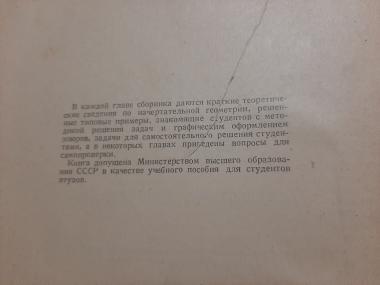 В каждой главе сборника даются краткие теоретиче-
ские сведения по начертательной геометрии, решен-
ные типовые примеры, знакомящие студентов с мето-
дикой решения задач и графическим оформлением
чертежей, задачи для самостоятельного решения студен-
тами, а в некоторых главах приведены вопросы для
самопроверки.
Книга допущена Министерством высшего образова-
ния СССР в качестве учебного пособия для студентов
втузов.